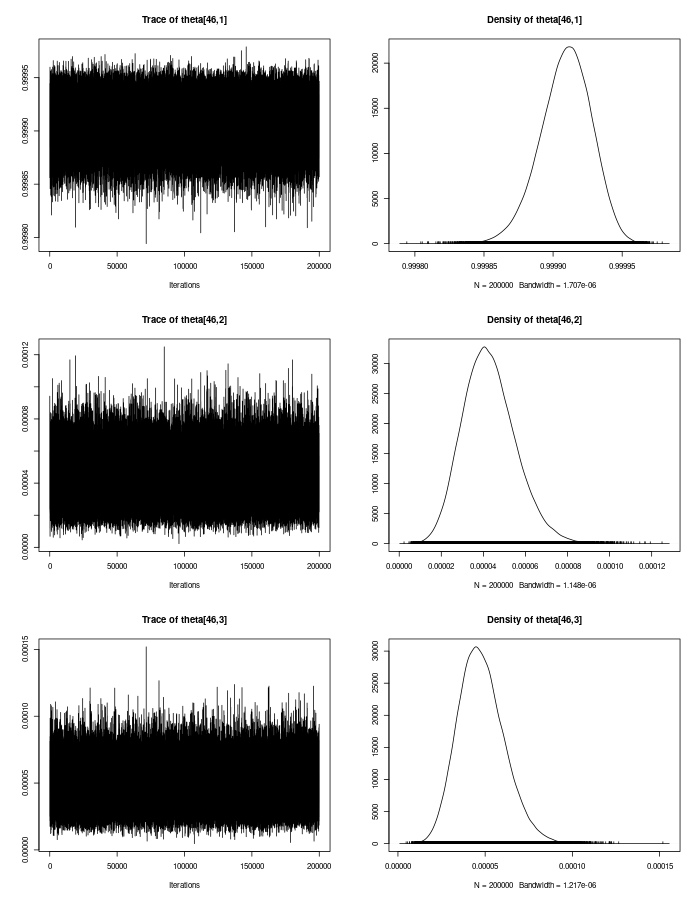 Trace of theta[46,1]
0.99980 0.99985 0.99990 0.99995
0 50000 100000 150000 200000
Iterations
Density of theta[46,1]
0 5000 10000 15000 20000
0.99980 0.99985 0.99990 0.99995
N = 200000 Bandwidth = 1.707e-06
Trace of theta[46,2]
0.00000 0.00004 0.00008 0.00012
0 50000 100000 150000 200000
Iterations
Density of theta[46,2]
0 5000 10000 15000 20000 25000 30000
0.00000 0.00002 0.00004 0.00006 0.00008 0.00010 0.00012
N = 200000 Bandwidth = 1.148e-06
Trace of theta[46,3]
0.00000 0.00005 0.00010 0.00015
0 50000 100000 150000 200000
Iterations
Density of theta[46,3]
0 5000 10000 15000 20000 25000 30000
0.00000 0.00005 0.00010 0.00015
N = 200000 Bandwidth = 1.217e-06